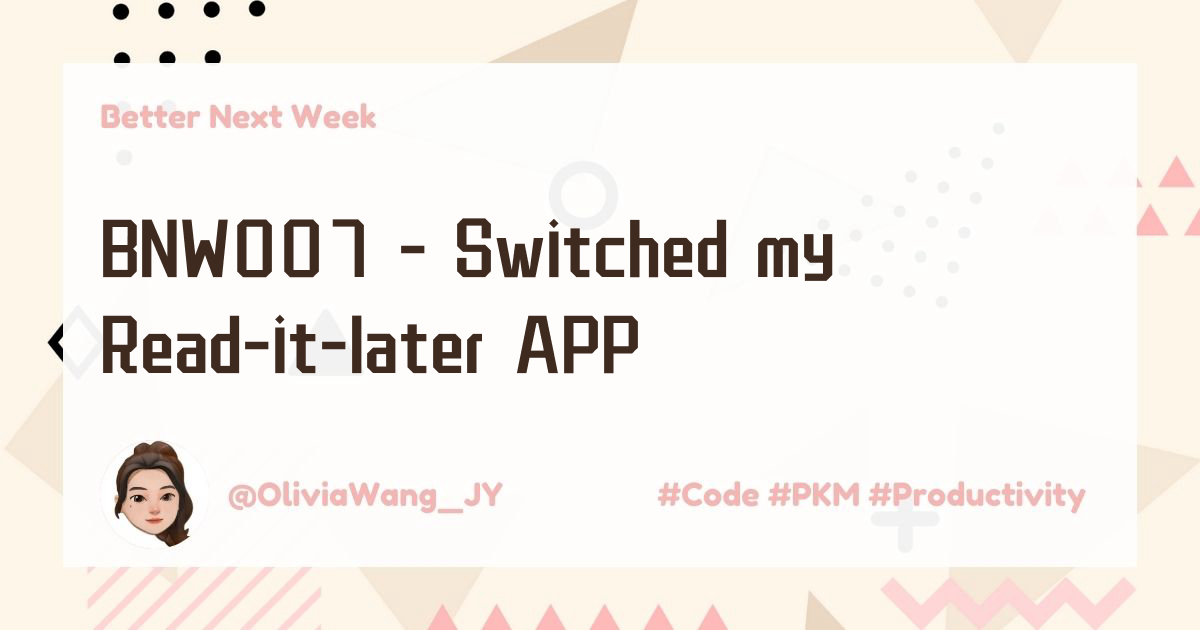 Better Next Week
BNW007 - Switched my
Read-it-later APP
@OliviaWang_JY
#Code #PKM #Productivity